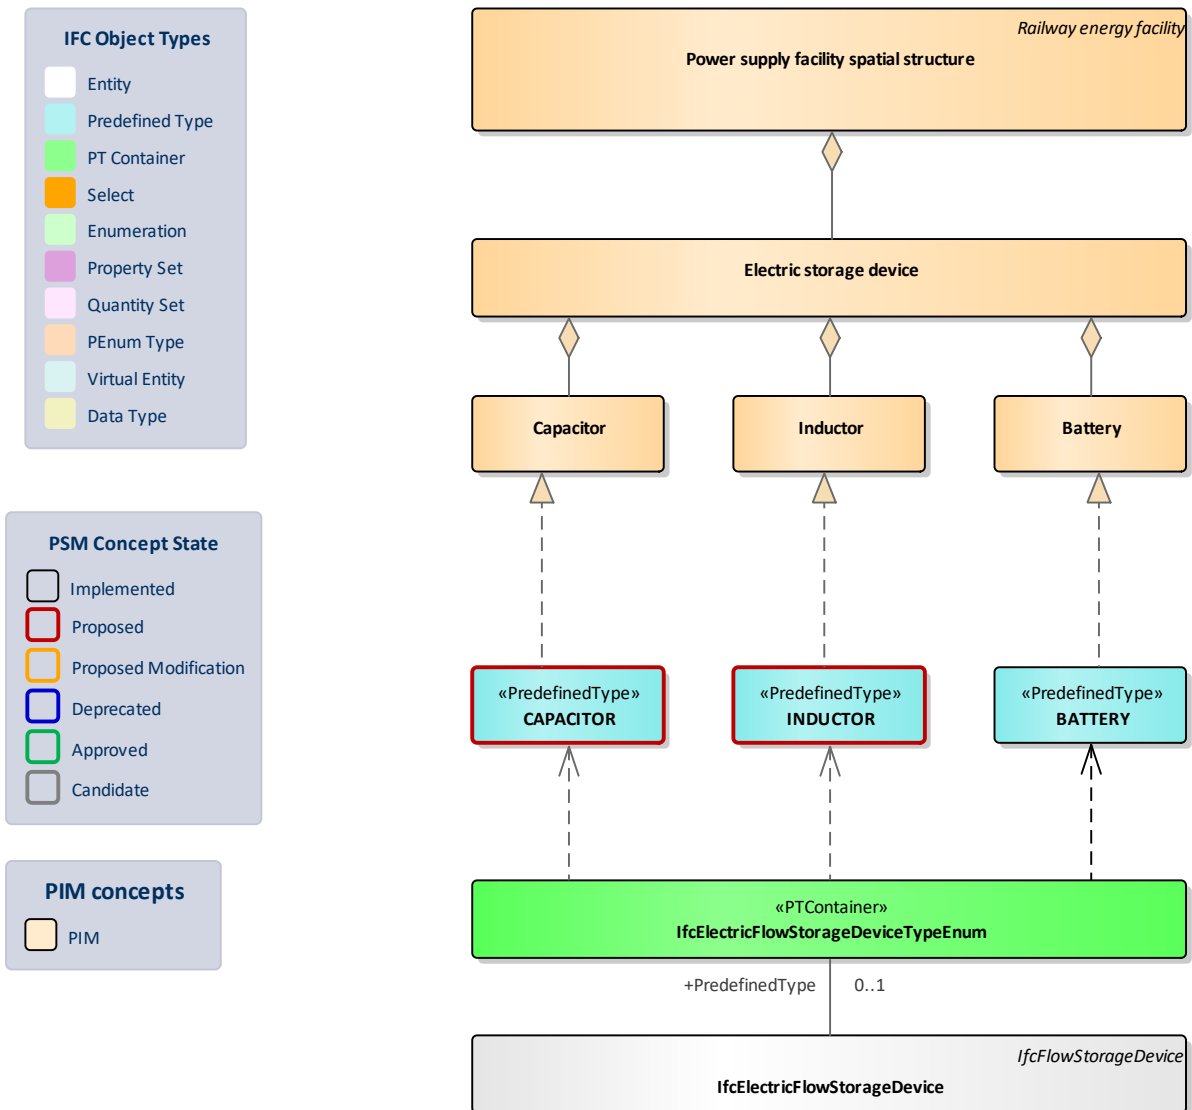 IFC Object Types
Entity
Predefined Type
PT Container
Select
Enumeration
Property Set
Quantity Set
PEnum Type
Virtual Entity
Data Type
PSM Concept State
Implemented
Proposed
Proposed Modification
Deprecated
Approved
Candidate
PIM concepts
PIM
Railway energy facility
Power supply facility spatial structure
Electric storage device
Capacitor
Inductor
Battery
«PredefinedType»
CAPACITOR
«PredefinedType»
INDUCTOR
«PredefinedType»
BATTERY
«PTContainer»
IfcElectricFlowStorageDeviceTypeEnum
+PredefinedType 0..1
IfcFlowStorageDevice
IfcElectricFlowStorageDevice